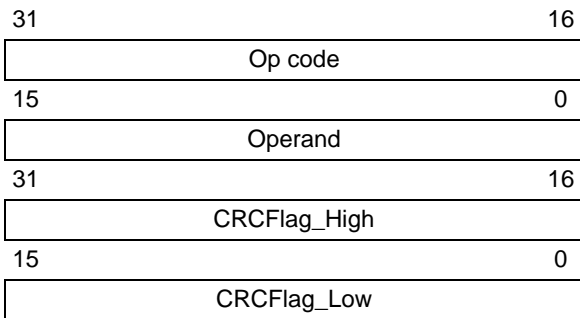 31 16
Op code
15 0
Operand
31 16
CRCFlag_High
15 0
CRCFlag_Low